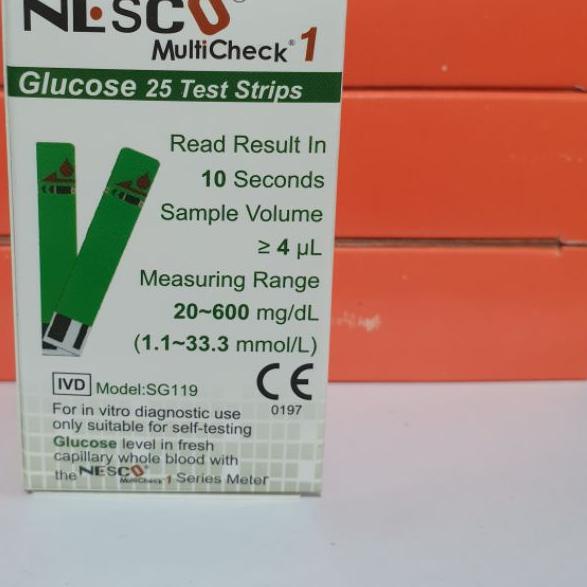 NESCO®
MultiCheck® 1
Glucose 25 Test Strips
Read Result In
10 Seconds
Sample Volume
≥ 4 µL
Measuring Range
20~600 mg/dL
(1.1~33.3 mmol/L)
IVD Model:SG119
CE
0197
For in vitro diagnostic use
only suitable for self-testing
Glucose level in fresh
capillary whole blood with
the NESCO® MultiCheck®1 Series Meter